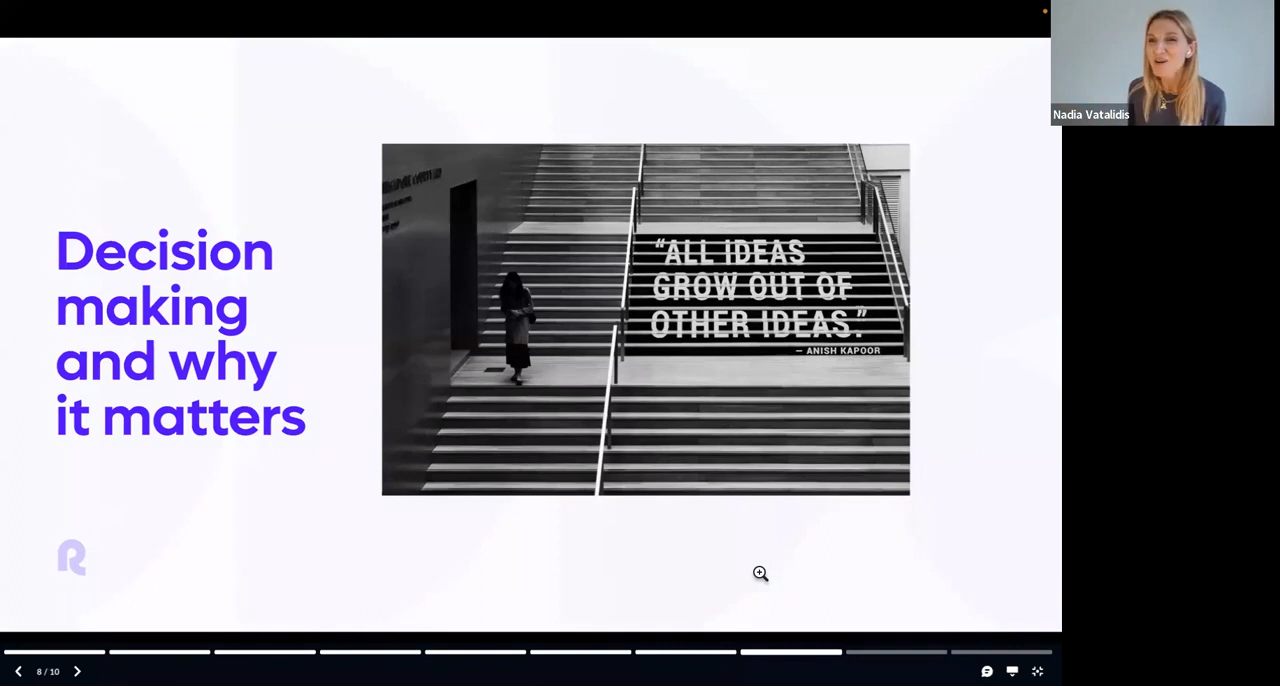 Decision
making
and why
it matters
“ALL IDEAS
GROW OUT OF
OTHER IDEAS.”
— ANISH KAPOOR
R
Nadia Vatalidis
8 / 10